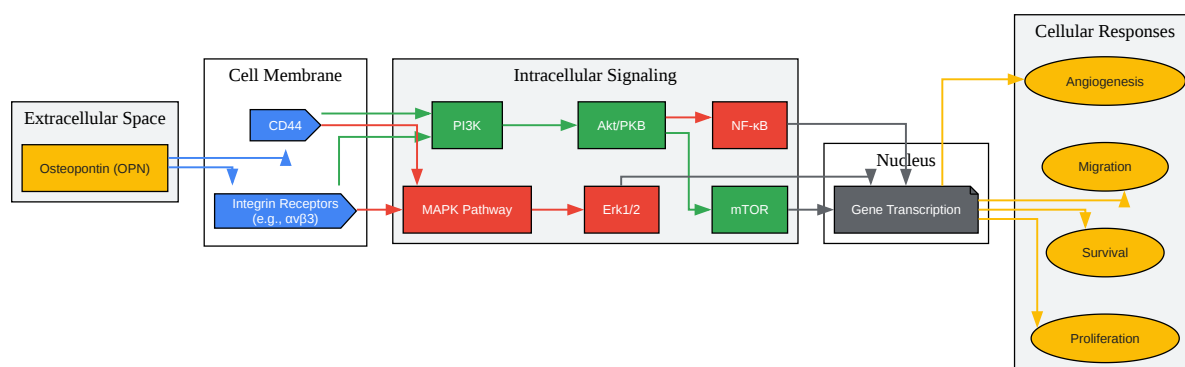 Extracellular Space
Osteopontin (OPN)
Cell Membrane
CD44
Integrin Receptors
(e.g., αvβ3)
Intracellular Signaling
PI3K
Akt/PKB
NF-κB
MAPK Pathway
Erk1/2
mTOR
Nucleus
Gene Transcription
Cellular Responses
Angiogenesis
Migration
Survival
Proliferation